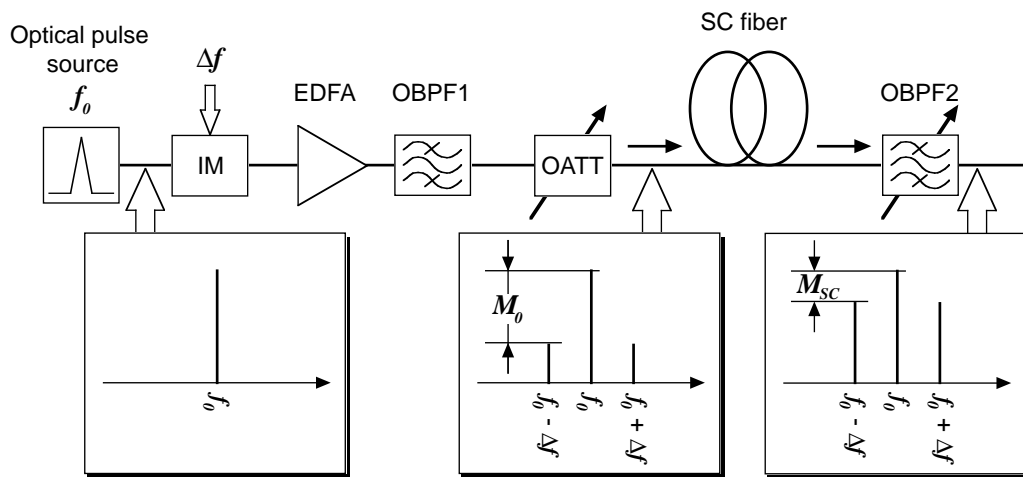 Optical pulse
source
f₀
Δf
IM
EDFA
OBPF1
OATT
SC fiber
OBPF2
f₀
M₀
f₀ - Δf
f₀
f₀ + Δf
M_SC
f₀ - Δf
f₀
f₀ + Δf